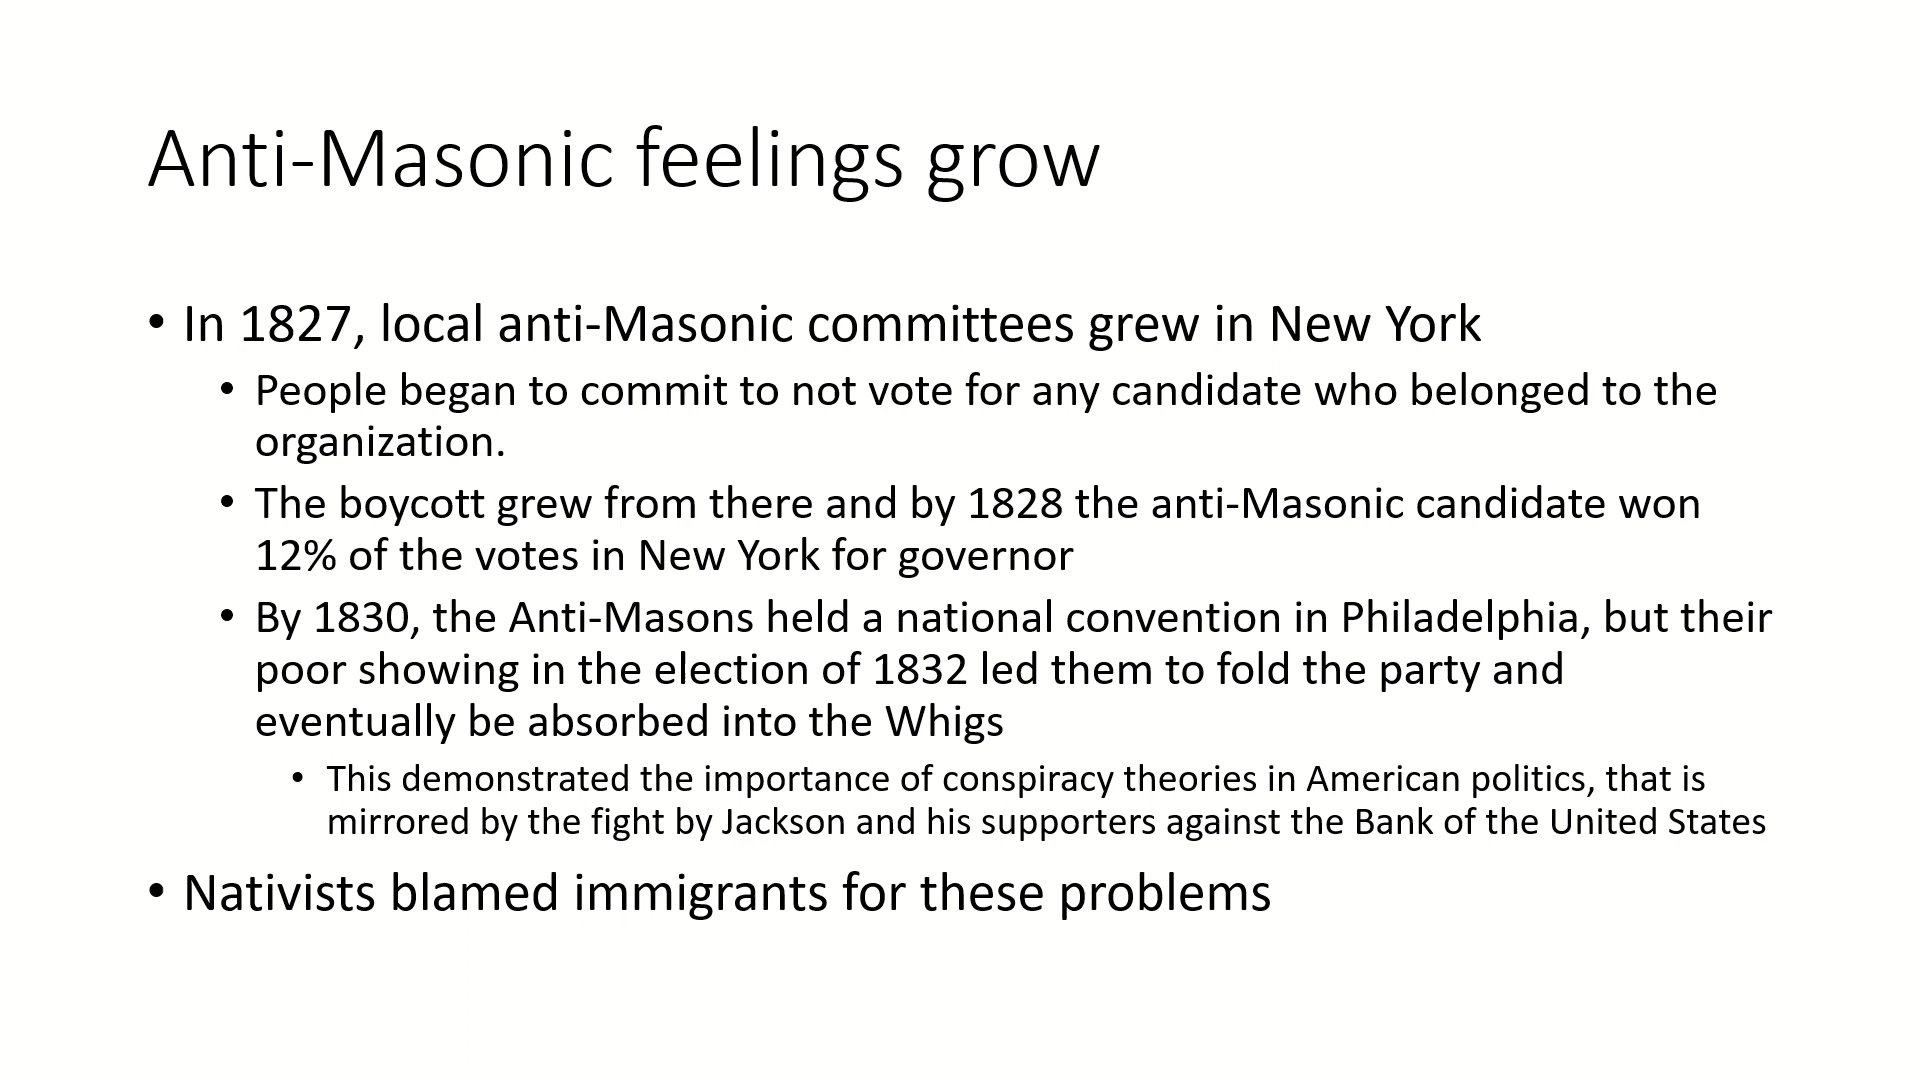 Anti-Masonic feelings grow
• In 1827, local anti-Masonic committees grew in New York
• People began to commit to not vote for any candidate who belonged to the
organization.
• The boycott grew from there and by 1828 the anti-Masonic candidate won
12% of the votes in New York for governor
• By 1830, the Anti-Masons held a national convention in Philadelphia, but their
poor showing in the election of 1832 led them to fold the party and
eventually be absorbed into the Whigs
• This demonstrated the importance of conspiracy theories in American politics, that is
mirrored by the fight by Jackson and his supporters against the Bank of the United States
• Nativists blamed immigrants for these problems